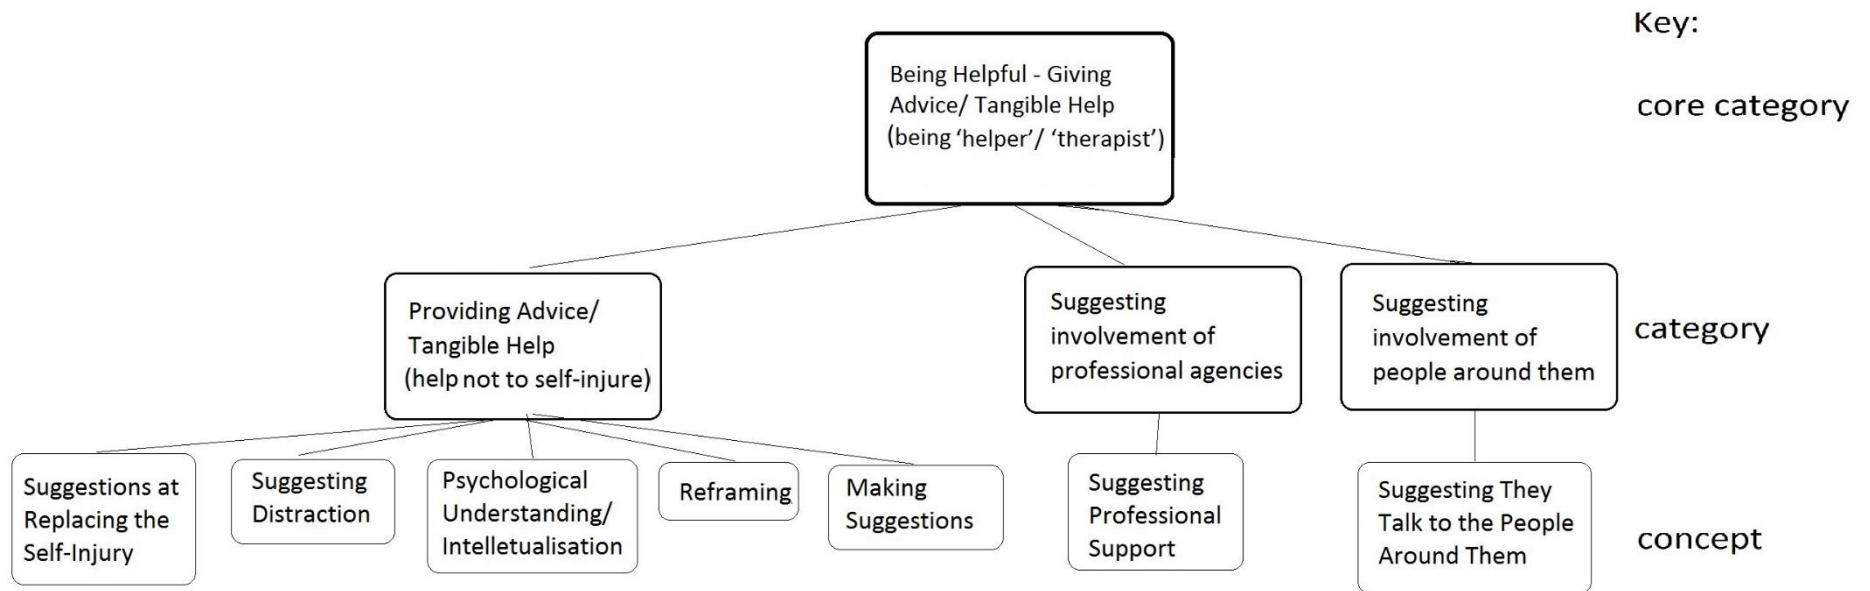 Key:
Being Helpful - Giving
Advice/ Tangible Help
(being ‘helper’/ ‘therapist’)
core category
Providing Advice/
Tangible Help
(help not to self-injure)
Suggesting
involvement of
professional agencies
Suggesting
involvement of
people around them
category
Suggestions at
Replacing the
Self-Injury
Suggesting
Distraction
Psychological
Understanding/
Intelletualisation
Reframing
Making
Suggestions
Suggesting
Professional
Support
Suggesting They
Talk to the People
Around Them
concept